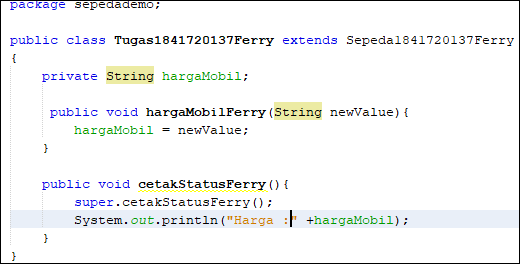 package sepedademo;
public class Tugas1841720137Ferry extends Sepeda1841720137Ferry
{
private String hargaMobil;
public void hargaMobilFerry(String newValue){
hargaMobil = newValue;
}
public void cetakStatusFerry(){
super.cetakStatusFerry();
System.out.println("Harga :" +hargaMobil);
}
}